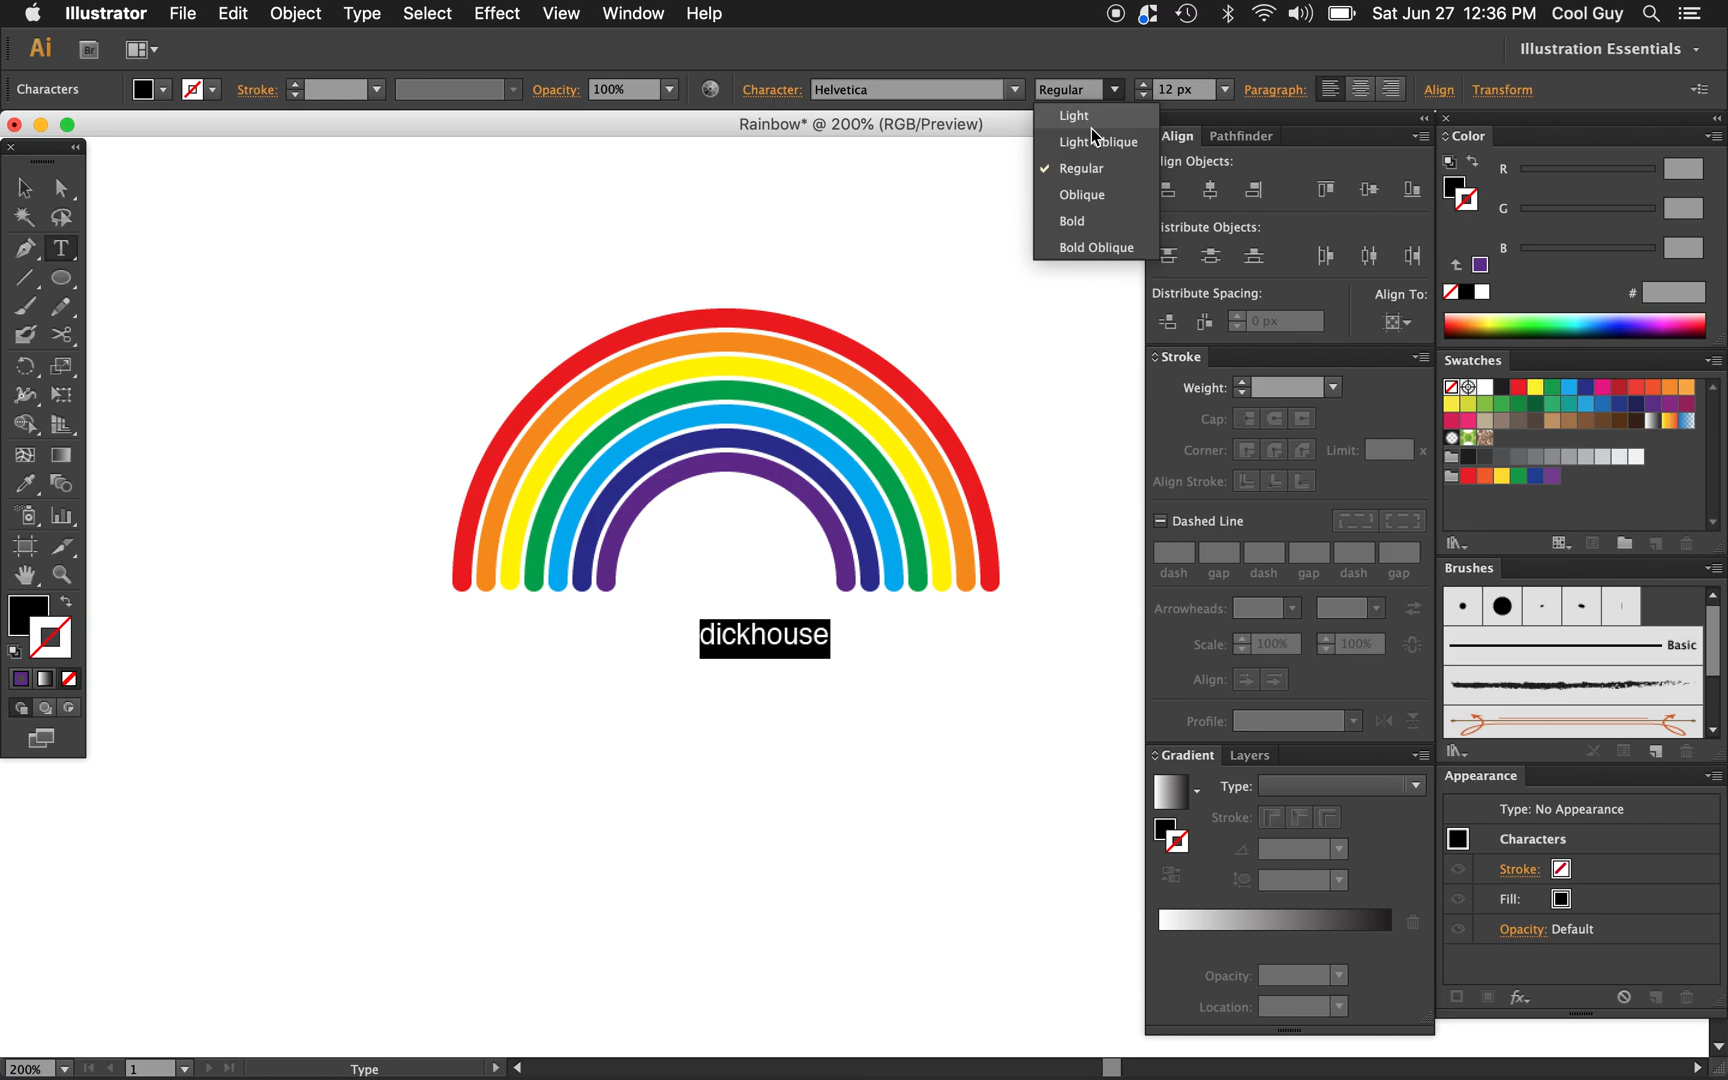 Illustrator File Edit Object Type Select Effect View Window Help Sat Jun 27 12:36 PM Cool Guy
Ai Br Illustration Essentials
Characters Stroke: Opacity: 100% Character: Helvetica Regular 12 px Paragraph: Align Transform
Rainbow* @ 200% (RGB/Preview)
Light
Light Oblique
Regular
Oblique
Bold
Bold Oblique
Align Pathfinder
lign Objects:
istribute Objects:
Distribute Spacing: Align To:
0 px
Stroke
Weight:
Cap:
Corner: Limit: x
Align Stroke:
Dashed Line
dash gap dash gap dash gap
Arrowheads:
Scale: 100% 100%
Align:
Profile:
Gradient Layers
Type:
Stroke:
Opacity:
Location:
Color
R
G
B
#
Swatches
Brushes
Basic
Appearance
Type: No Appearance
Characters
Stroke:
Fill:
Opacity: Default
fx
T
dickhouse
200% 1 Type